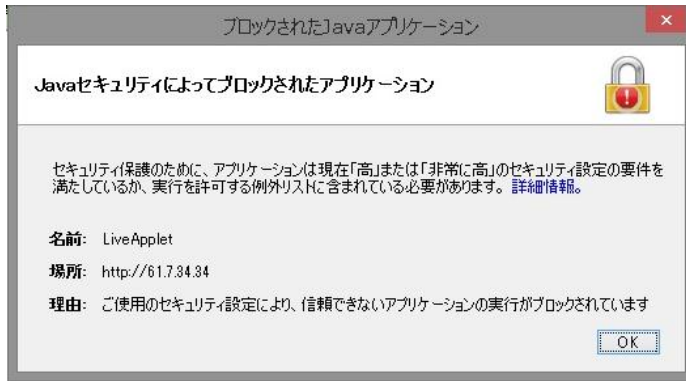 ブロックされたJavaアプリケーション
Javaセキュリティによってブロックされたアプリケーション
セキュリティ保護のために、アプリケーションは現在「高」または「非常に高」のセキュリティ設定の要件を
満たしているか、実行を許可する例外リストに含まれている必要があります。詳細情報。
名前: LiveApplet
場所: http://61.7.34.34
理由: ご使用のセキュリティ設定により、信頼できないアプリケーションの実行がブロックされています
OK